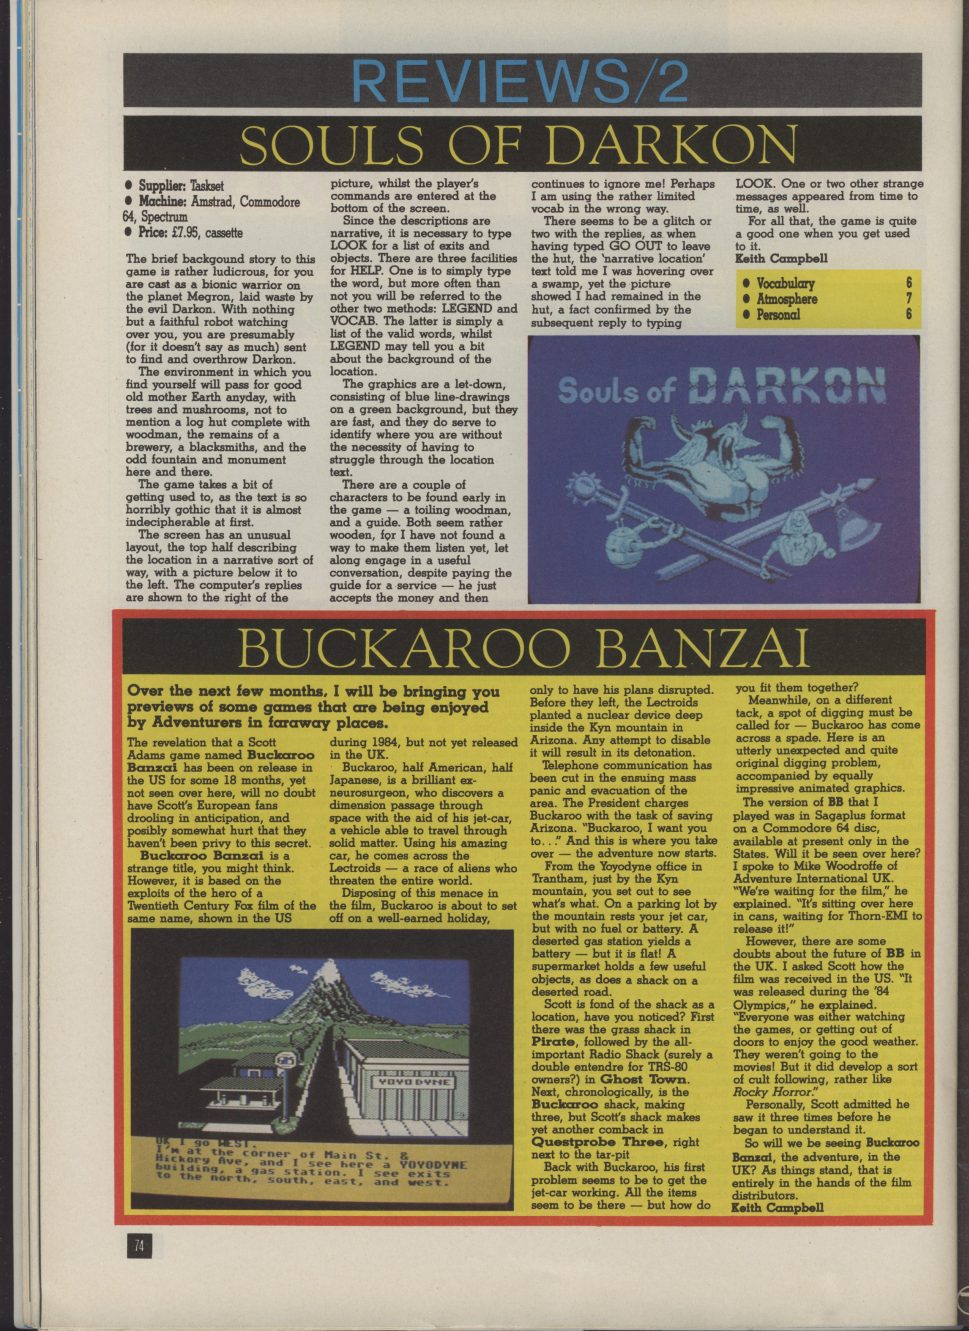 REVIEWS/2
SOULS OF DARKON
● Supplier: Taskset
● Machine: Amstrad, Commodore
64, Spectrum
● Price: £7.95, cassette
The brief backgound story to this
game is rather ludicrous, for you
are cast as a bionic warrior on
the planet Megron, laid waste by
the evil Darkon. With nothing
but a faithful robot watching
over you, you are presumably
(for it doesn't say as much) sent
to find and overthrow Darkon.
The environment in which you
find yourself will pass for good
old mother Earth anyday, with
trees and mushrooms, not to
mention a log hut complete with
woodman, the remains of a
brewery, a blacksmiths, and the
odd fountain and monument
here and there.
The game takes a bit of
getting used to, as the text is so
horribly gothic that it is almost
indecipherable at first.
The screen has an unusual
layout, the top half describing
the location in a narrative sort of
way, with a picture below it to
the left. The computer's replies
are shown to the right of the
picture, whilst the player's
commands are entered at the
bottom of the screen.
Since the descriptions are
narrative, it is necessary to type
LOOK for a list of exits and
objects. There are three facilities
for HELP. One is to simply type
the word, but more often than
not you will be referred to the
other two methods: LEGEND and
VOCAB. The latter is simply a
list of the valid words, whilst
LEGEND may tell you a bit
about the background of the
location.
The graphics are a let-down,
consisting of blue line-drawings
on a green background, but they
are fast, and they do serve to
identify where you are without
the necessity of having to
struggle through the location
text.
There are a couple of
characters to be found early in
the game — a toiling woodman,
and a guide. Both seem rather
wooden, for I have not found a
way to make them listen yet, let
along engage in a useful
conversation, despite paying the
guide for a service — he just
accepts the money and then
continues to ignore me! Perhaps
I am using the rather limited
vocab in the wrong way.
There seems to be a glitch or
two with the replies, as when
having typed GO OUT to leave
the hut, the 'narrative location'
text told me I was hovering over
a swamp, yet the picture
showed I had remained in the
hut, a fact confirmed by the
subsequent reply to typing
LOOK. One or two other strange
messages appeared from time to
time, as well.
For all that, the game is quite
a good one when you get used
to it.
Keith Campbell
● Vocabulary 6
● Atmosphere 7
● Personal 6
Souls of DARKON
BUCKAROO BANZAI
Over the next few months, I will be bringing you
previews of some games that are being enjoyed
by Adventurers in faraway places.
The revelation that a Scott
Adams game named Buckaroo
Banzai has been on release in
the US for some 18 months, yet
not seen over here, will no doubt
have Scott's European fans
drooling in anticipation, and
posibly somewhat hurt that they
haven't been privy to this secret.
Buckaroo Banzai is a
strange title, you might think.
However, it is based on the
exploits of the hero of a
Twentieth Century Fox film of the
same name, shown in the US
during 1984, but not yet released
in the UK.
Buckaroo, half American, half
Japanese, is a brilliant ex-
neurosurgeon, who discovers a
dimension passage through
space with the aid of his jet-car,
a vehicle able to travel through
solid matter. Using his amazing
car, he comes across the
Lectroids — a race of aliens who
threaten the entire world.
Disposing of this menace in
the film, Buckaroo is about to set
off on a well-earned holiday,
YOYODYNE
OK I go WEST.
I'm at the corner of Main St. &
Hickory Ave, and I see here a YOYODYNE
building, a gas station. I see exits
to the north, south, east, and west.
only to have his plans disrupted.
Before they left, the Lectroids
planted a nuclear device deep
inside the Kyn mountain in
Arizona. Any attempt to disable
it will result in its detonation.
Telephone communication has
been cut in the ensuing mass
panic and evacuation of the
area. The President charges
Buckaroo with the task of saving
Arizona. "Buckaroo, I want you
to. . ." And this is where you take
over — the adventure now starts.
From the Yoyodyne office in
Trantham, just by the Kyn
mountain, you set out to see
what's what. On a parking lot by
the mountain rests your jet car,
but with no fuel or battery. A
deserted gas station yields a
battery — but it is flat! A
supermarket holds a few useful
objects, as does a shack on a
deserted road.
Scott is fond of the shack as a
location, have you noticed? First
there was the grass shack in
Pirate, followed by the all-
important Radio Shack (surely a
double entendre for TRS-80
owners?) in Ghost Town.
Next, chronologically, is the
Buckaroo shack, making
three, but Scott's shack makes
yet another comback in
Questprobe Three, right
next to the tar-pit
Back with Buckaroo, his first
problem seems to be to get the
jet-car working. All the items
seem to be there — but how do
you fit them together?
Meanwhile, on a different
tack, a spot of digging must be
called for — Buckaroo has come
across a spade. Here is an
utterly unexpected and quite
original digging problem,
accompanied by equally
impressive animated graphics.
The version of BB that I
played was in Sagaplus format
on a Commodore 64 disc,
available at present only in the
States. Will it be seen over here?
I spoke to Mike Woodroffe of
Adventure International UK.
"We're waiting for the film," he
explained. "It's sitting over here
in cans, waiting for Thorn-EMI to
release it!"
However, there are some
doubts about the future of BB in
the UK. I asked Scott how the
film was received in the US. "It
was released during the '84
Olympics," he explained.
"Everyone was either watching
the games, or getting out of
doors to enjoy the good weather.
They weren't going to the
movies! But it did develop a sort
of cult following, rather like
Rocky Horror."
Personally, Scott admitted he
saw it three times before he
began to understand it.
So will we be seeing Buckaroo
Banzai, the adventure, in the
UK? As things stand, that is
entirely in the hands of the film
distributors.
Keith Campbell
74